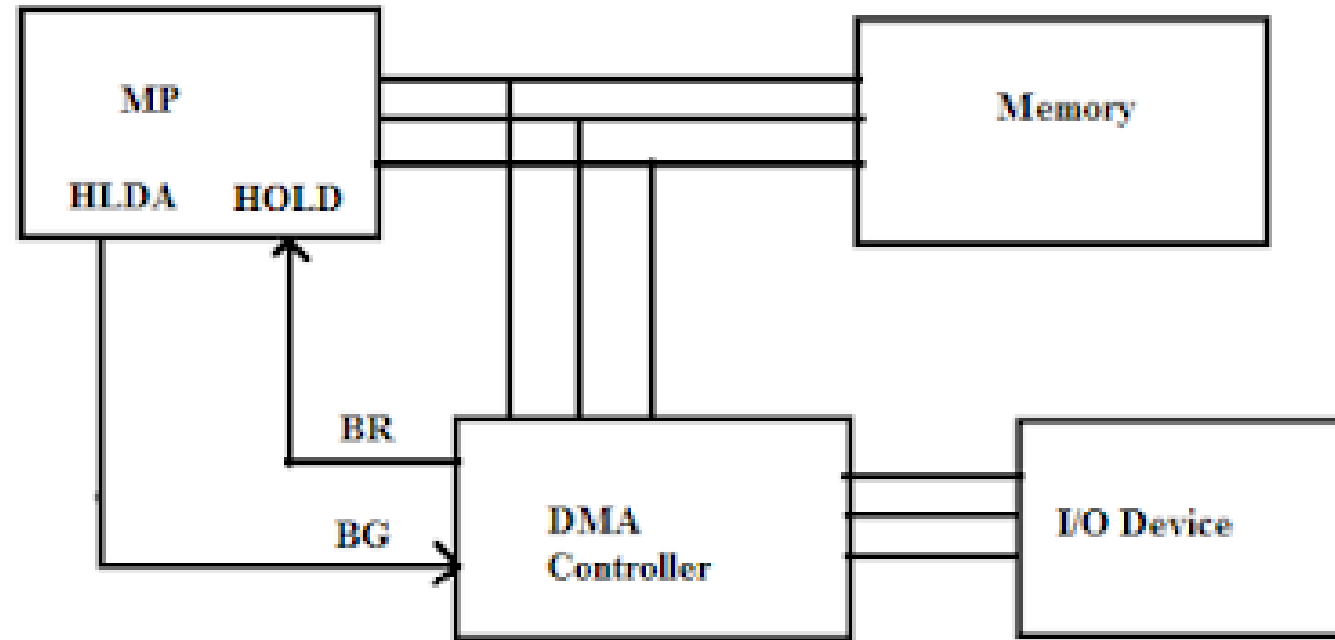 MP
Memory
HLDA HOLD
BR
BG
DMA
Controller
I/O Device